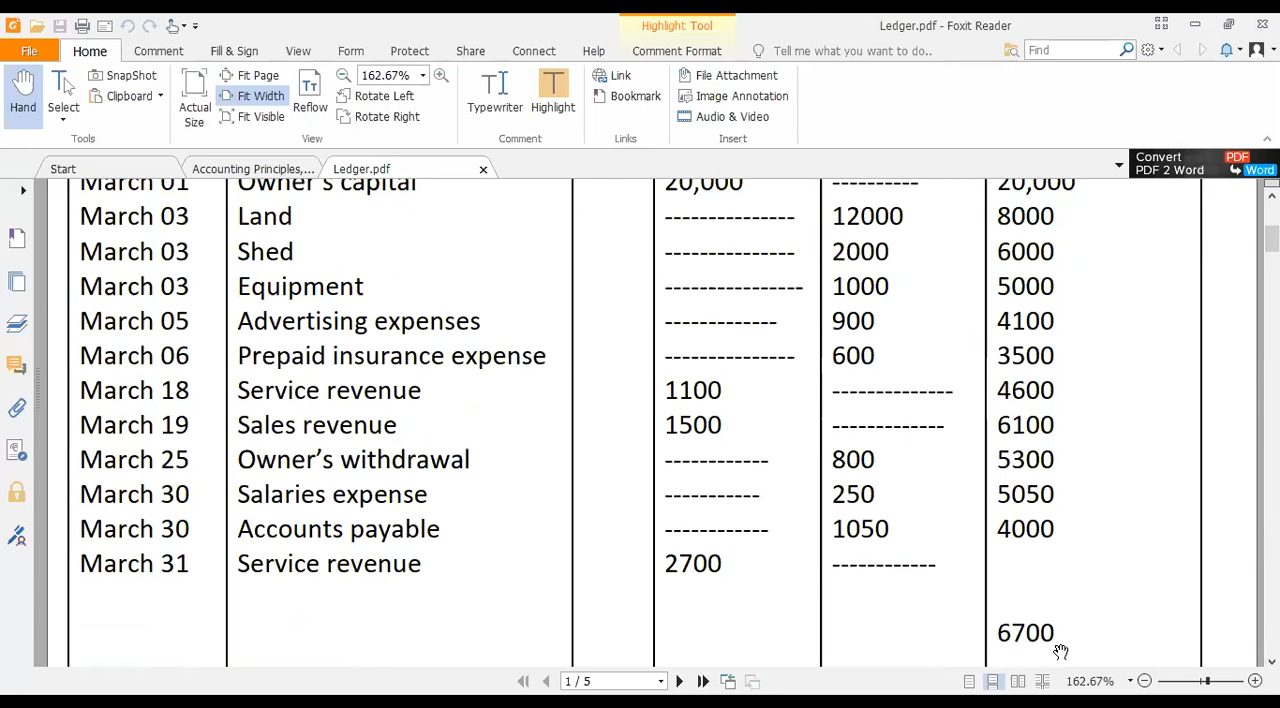 Highlight Tool
Ledger.pdf - Foxit Reader
File Home Comment Fill & Sign View Form Protect Share Connect Help Comment Format Tell me what you want to do.. Find
Hand
Select
SnapShot
Clipboard
Tools
Actual Size
Fit Page
Fit Width
Fit Visible
Reflow
162.67%
Rotate Left
Rotate Right
View
Typewriter
Highlight
Comment
Link
Bookmark
Links
File Attachment
Image Annotation
Audio & Video
Insert
Start Accounting Principles,... Ledger.pdf
Convert PDF
PDF 2 Word Word
March 01 Owner's capital 20,000 ---------- 20,000
March 03 Land --------------- 12000 8000
March 03 Shed --------------- 2000 6000
March 03 Equipment ---------------- 1000 5000
March 05 Advertising expenses ------------- 900 4100
March 06 Prepaid insurance expense --------------- 600 3500
March 18 Service revenue 1100 -------------- 4600
March 19 Sales revenue 1500 ------------- 6100
March 25 Owner’s withdrawal ------------ 800 5300
March 30 Salaries expense ----------- 250 5050
March 30 Accounts payable ------------ 1050 4000
March 31 Service revenue 2700 ------------
6700
1 / 5
162.67%